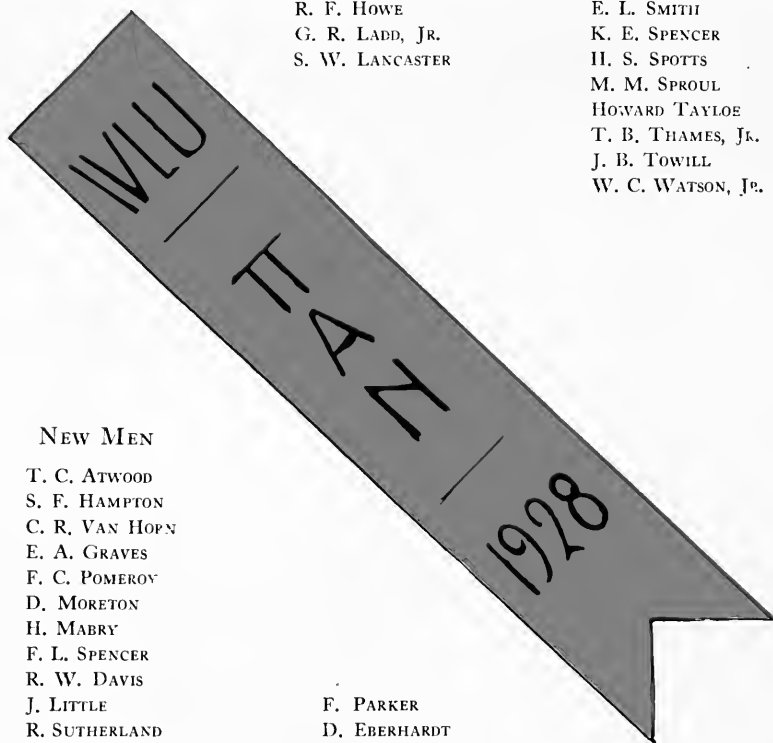 R. F. Howe
G. R. Ladd, Jr.
S. W. Lancaster
E. L. Smith
K. E. Spencer
H. S. Spotts
M. M. Sproul
Howard Tayloe
T. B. Thames, Jr.
J. B. Towill
W. C. Watson, Jr.
WLU
ΠΑΝ
1928
New Men
T. C. Atwood
S. F. Hampton
C. R. Van Horn
E. A. Graves
F. C. Pomeroy
D. Moreton
H. Mabry
F. L. Spencer
R. W. Davis
J. Little
R. Sutherland
F. Parker
D. Eberhardt